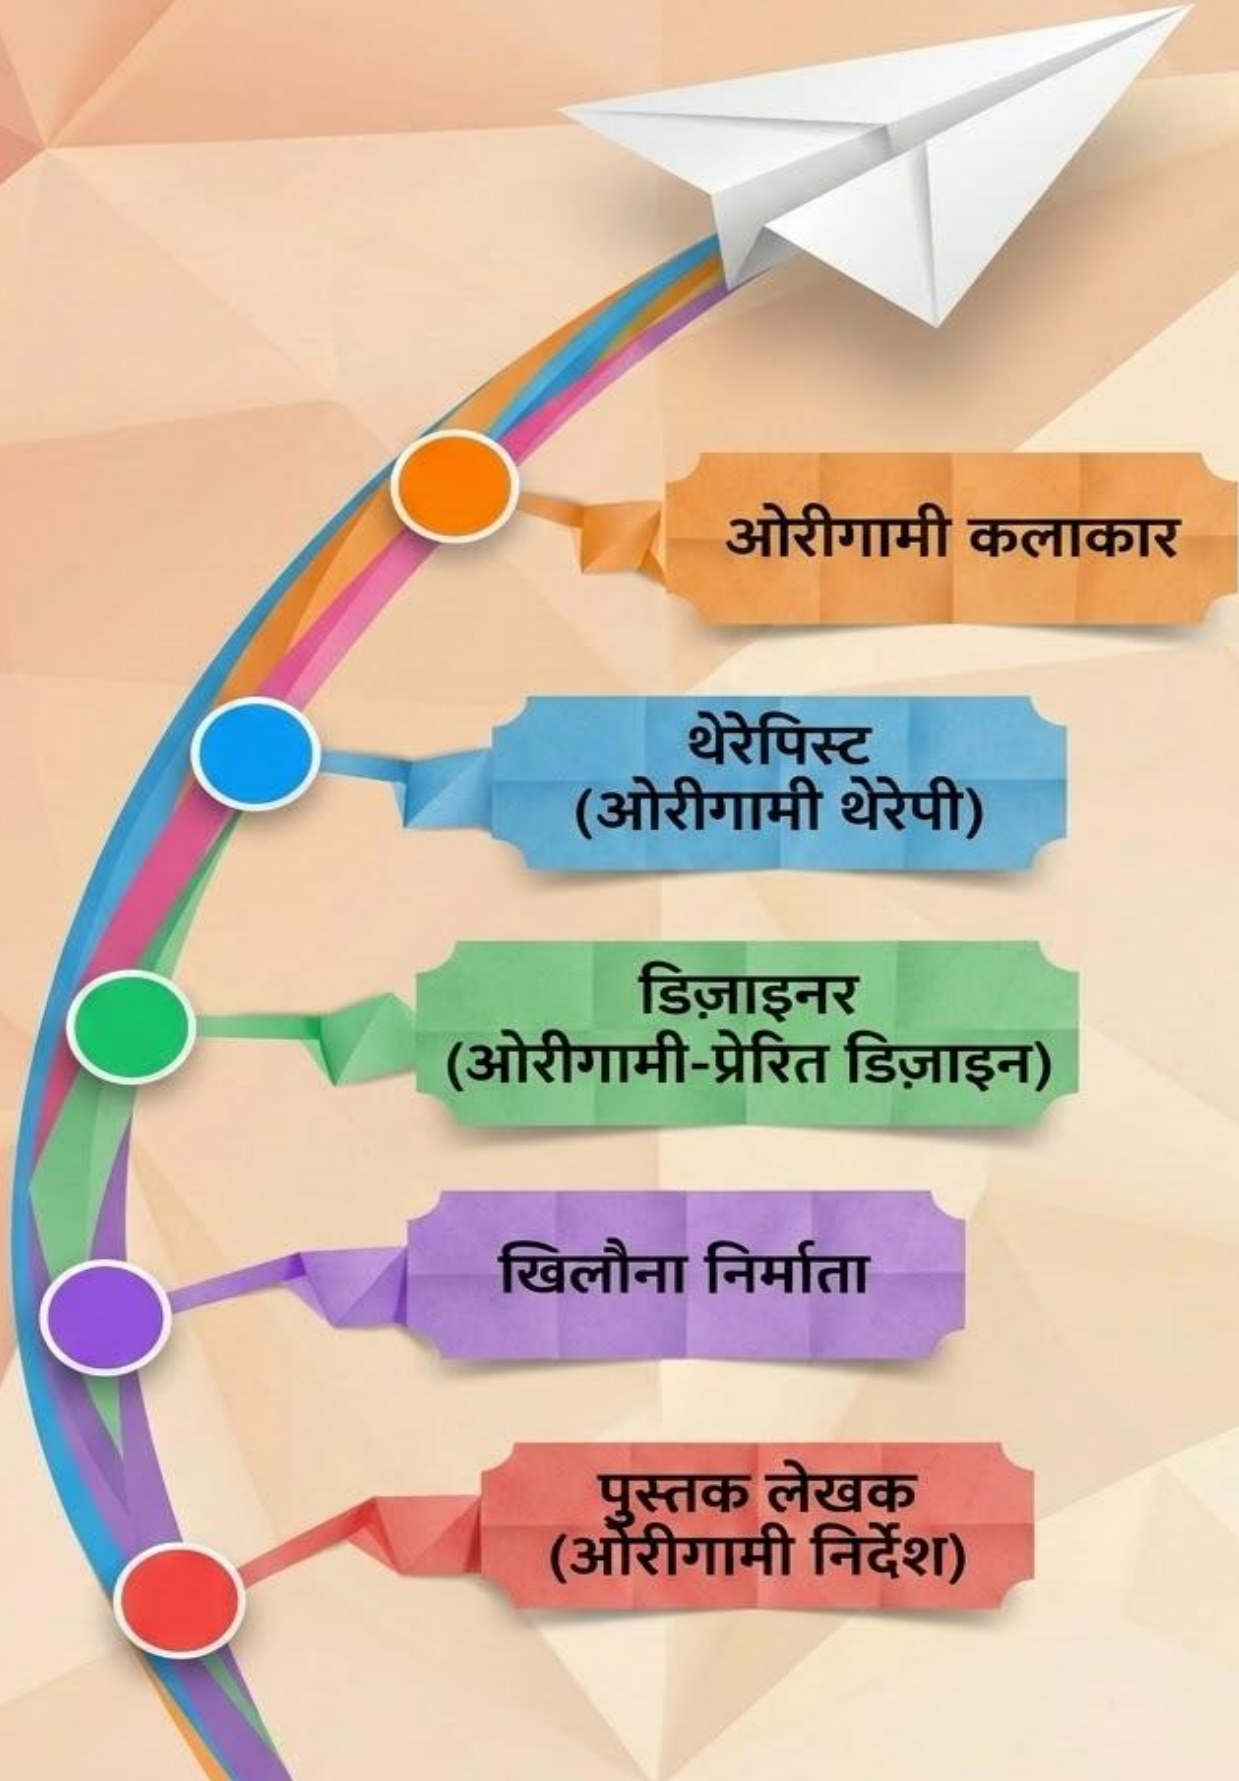 ओरीगामी कलाकार
थेरेपिस्ट
(ओरीगामी थेरेपी)
डिज़ाइनर
(ओरीगामी-प्रेरित डिज़ाइन)
खिलौना निर्माता
पुस्तक लेखक
(ओरीगामी निर्देश)